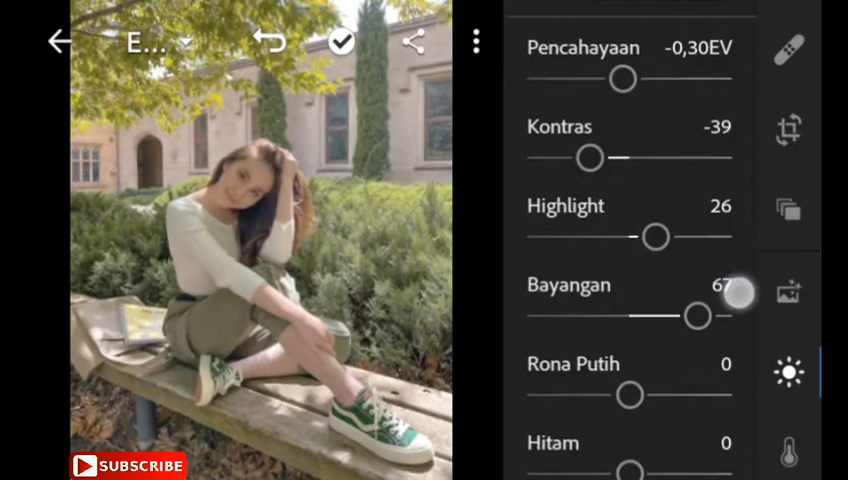 E...
Pencahayaan -0,30EV
Kontras -39
Highlight 26
Bayangan 67
Rona Putih 0
Hitam 0
SUBSCRIBE